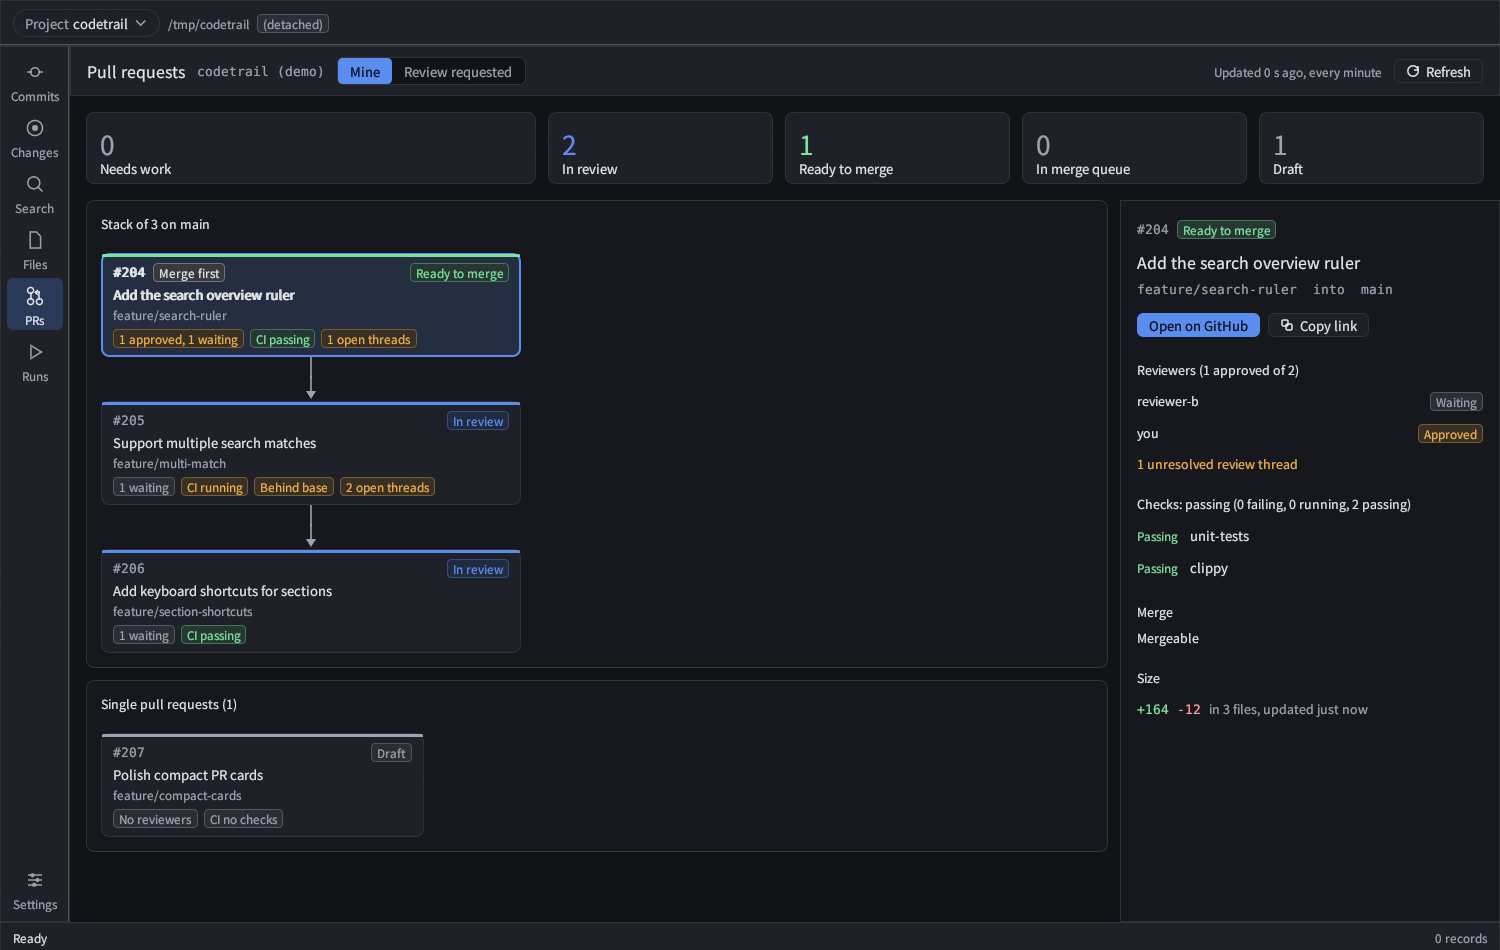 Project codetrail /tmp/codetrail (detached)
Commits
Changes
Search
Files
PRs
Runs
Settings
Pull requests codetrail (demo) Mine Review requested Updated 0 s ago, every minute Refresh
0
Needs work
2
In review
1
Ready to merge
0
In merge queue
1
Draft
Stack of 3 on main
#204 Merge first Ready to merge
Add the search overview ruler
feature/search-ruler
1 approved, 1 waiting CI passing 1 open threads
#205 In review
Support multiple search matches
feature/multi-match
1 waiting CI running Behind base 2 open threads
#206 In review
Add keyboard shortcuts for sections
feature/section-shortcuts
1 waiting CI passing
Single pull requests (1)
#207 Draft
Polish compact PR cards
feature/compact-cards
No reviewers CI no checks
#204 Ready to merge
Add the search overview ruler
feature/search-ruler into main
Open on GitHub Copy link
Reviewers (1 approved of 2)
reviewer-b Waiting
you Approved
1 unresolved review thread
Checks: passing (0 failing, 0 running, 2 passing)
Passing unit-tests
Passing clippy
Merge
Mergeable
Size
+164 -12 in 3 files, updated just now
Ready 0 records